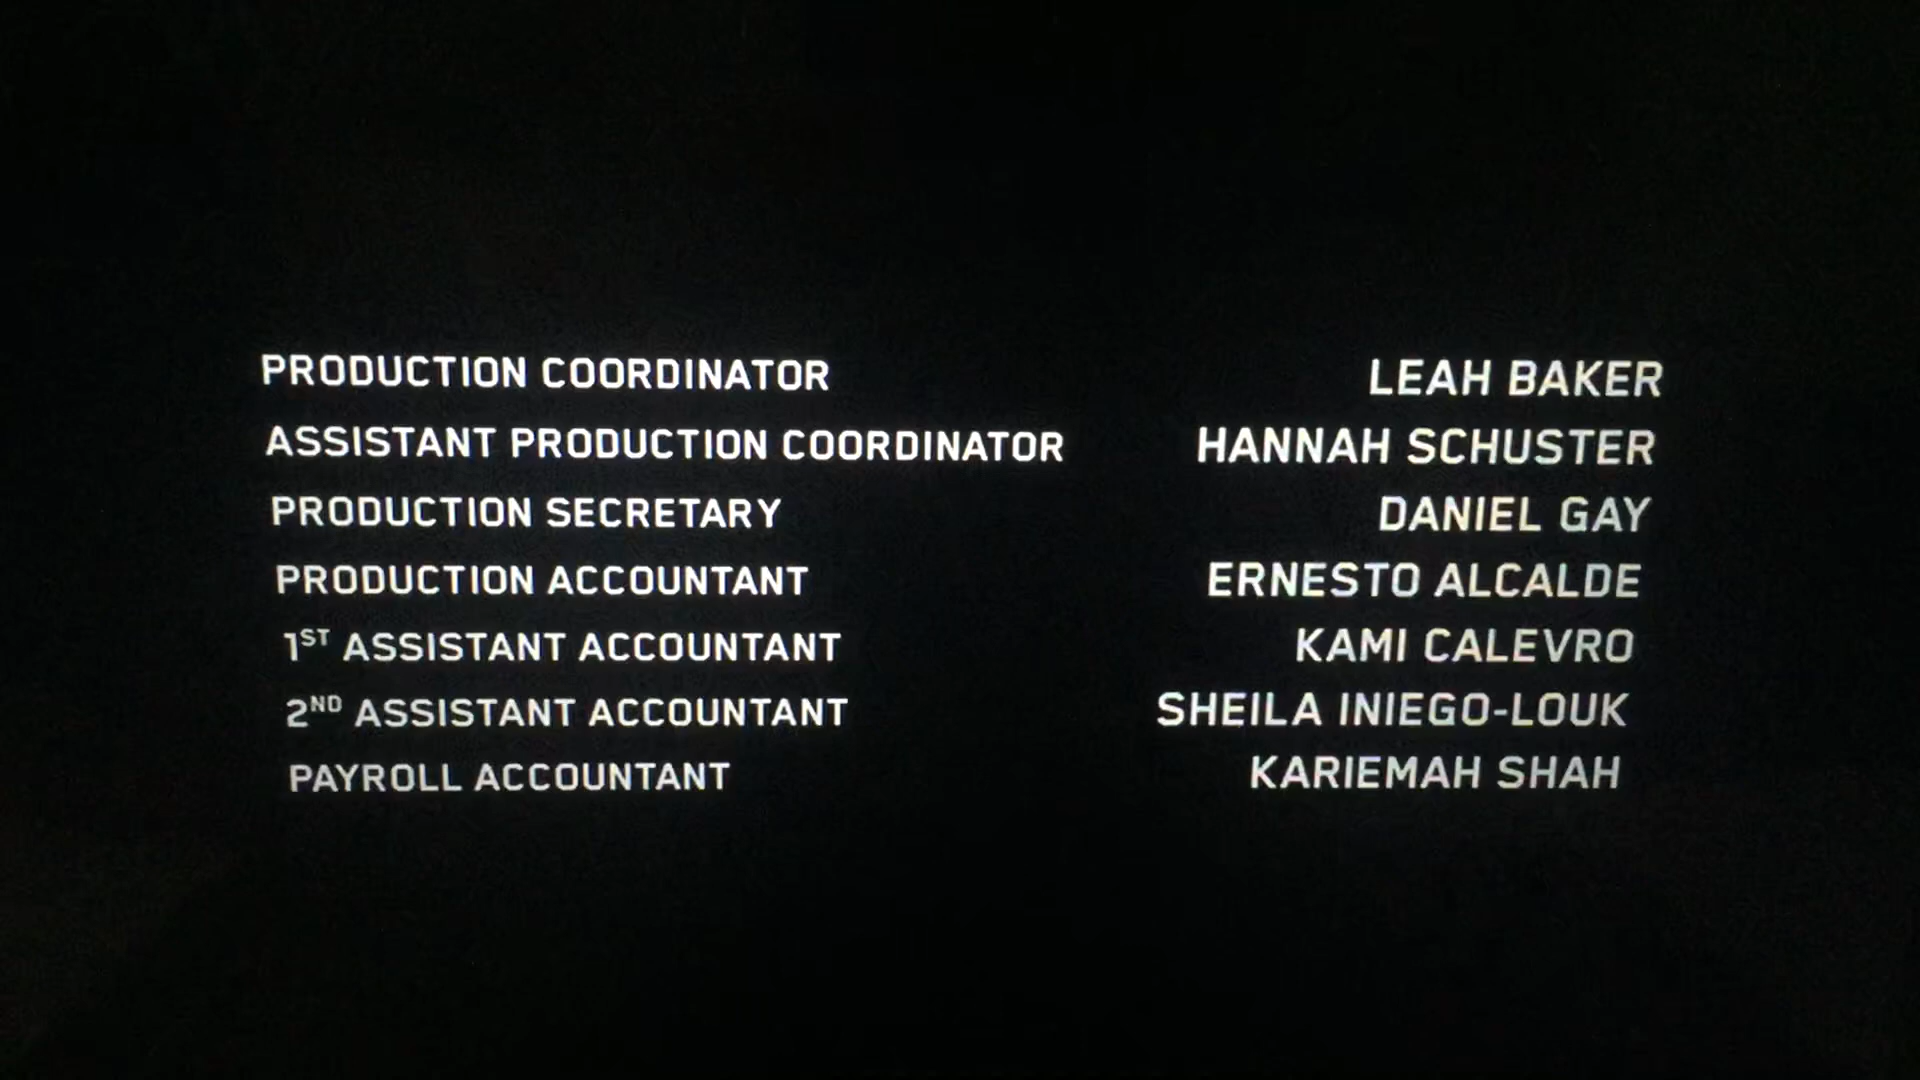 PRODUCTION COORDINATOR LEAH BAKER
ASSISTANT PRODUCTION COORDINATOR HANNAH SCHUSTER
PRODUCTION SECRETARY DANIEL GAY
PRODUCTION ACCOUNTANT ERNESTO ALCALDE
1ST ASSISTANT ACCOUNTANT KAMI CALEVRO
2ND ASSISTANT ACCOUNTANT SHEILA INIEGO-LOUK
PAYROLL ACCOUNTANT KARIEMAH SHAH